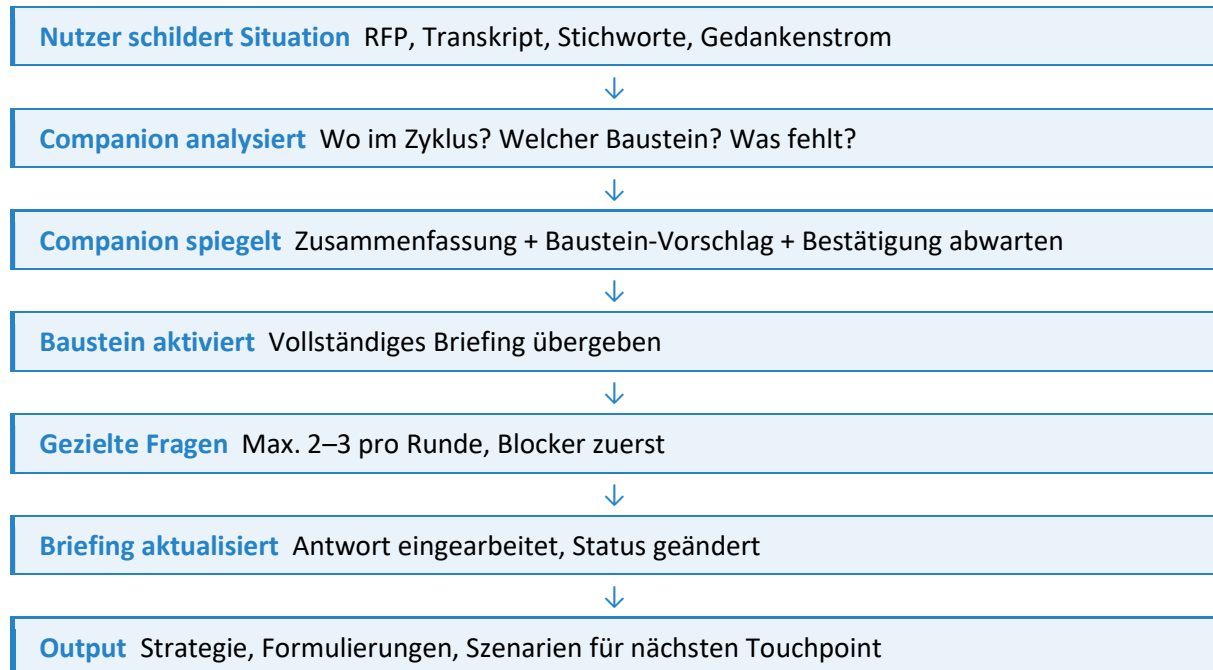 Nutzer schildert Situation RFP, Transkript, Stichworte, Gedankenstrom
↓
Companion analysiert Wo im Zyklus? Welcher Baustein? Was fehlt?
↓
Companion spiegelt Zusammenfassung + Baustein-Vorschlag + Bestätigung abwarten
↓
Baustein aktiviert Vollständiges Briefing übergeben
↓
Gezielte Fragen Max. 2–3 pro Runde, Blocker zuerst
↓
Briefing aktualisiert Antwort eingearbeitet, Status geändert
↓
Output Strategie, Formulierungen, Szenarien für nächsten Touchpoint